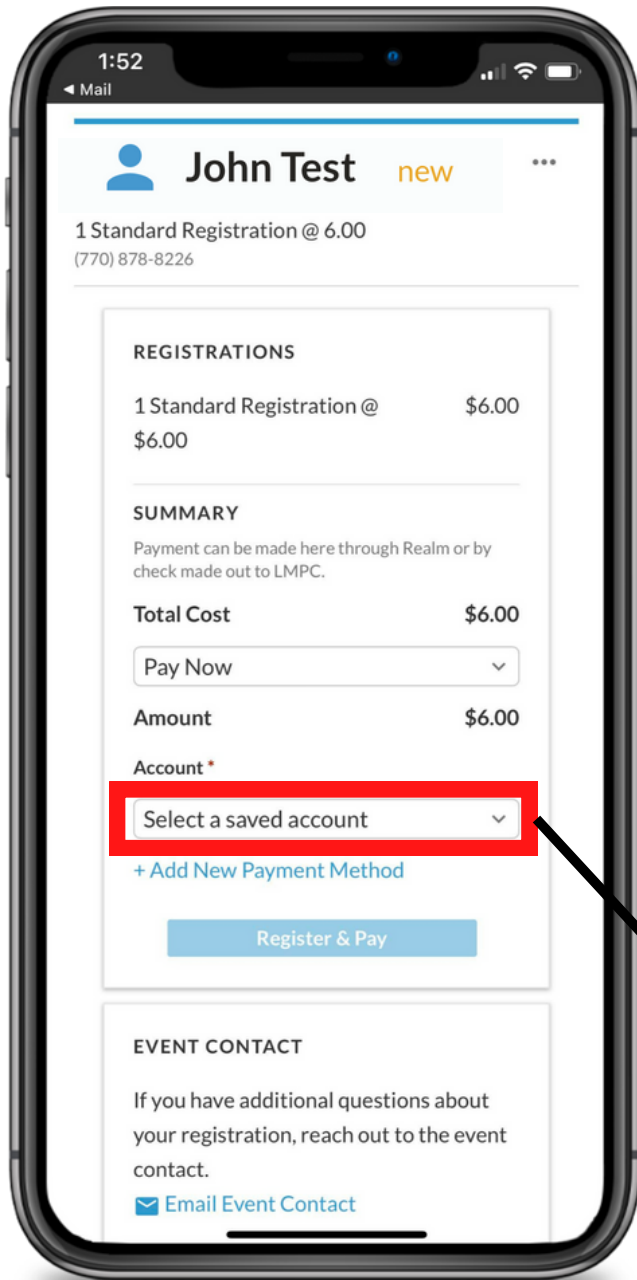 1:52
◄ Mail
John Test new
1 Standard Registration @ 6.00
(770) 878-8226
REGISTRATIONS
1 Standard Registration @ $6.00
$6.00
SUMMARY
Payment can be made here through Realm or by
check made out to LMPC.
Total Cost $6.00
Pay Now
Amount $6.00
Account *
Select a saved account
+ Add New Payment Method
Register & Pay
EVENT CONTACT
If you have additional questions about
your registration, reach out to the event
contact.
Email Event Contact